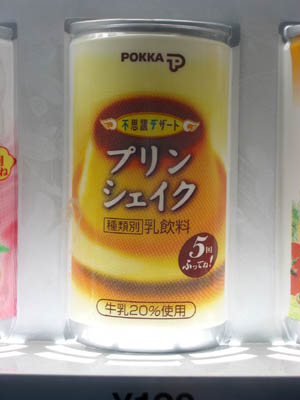 POKKA
不思議デザート
プリン
シェイク
種類別 乳飲料
5回
ふってね!
牛乳20%使用